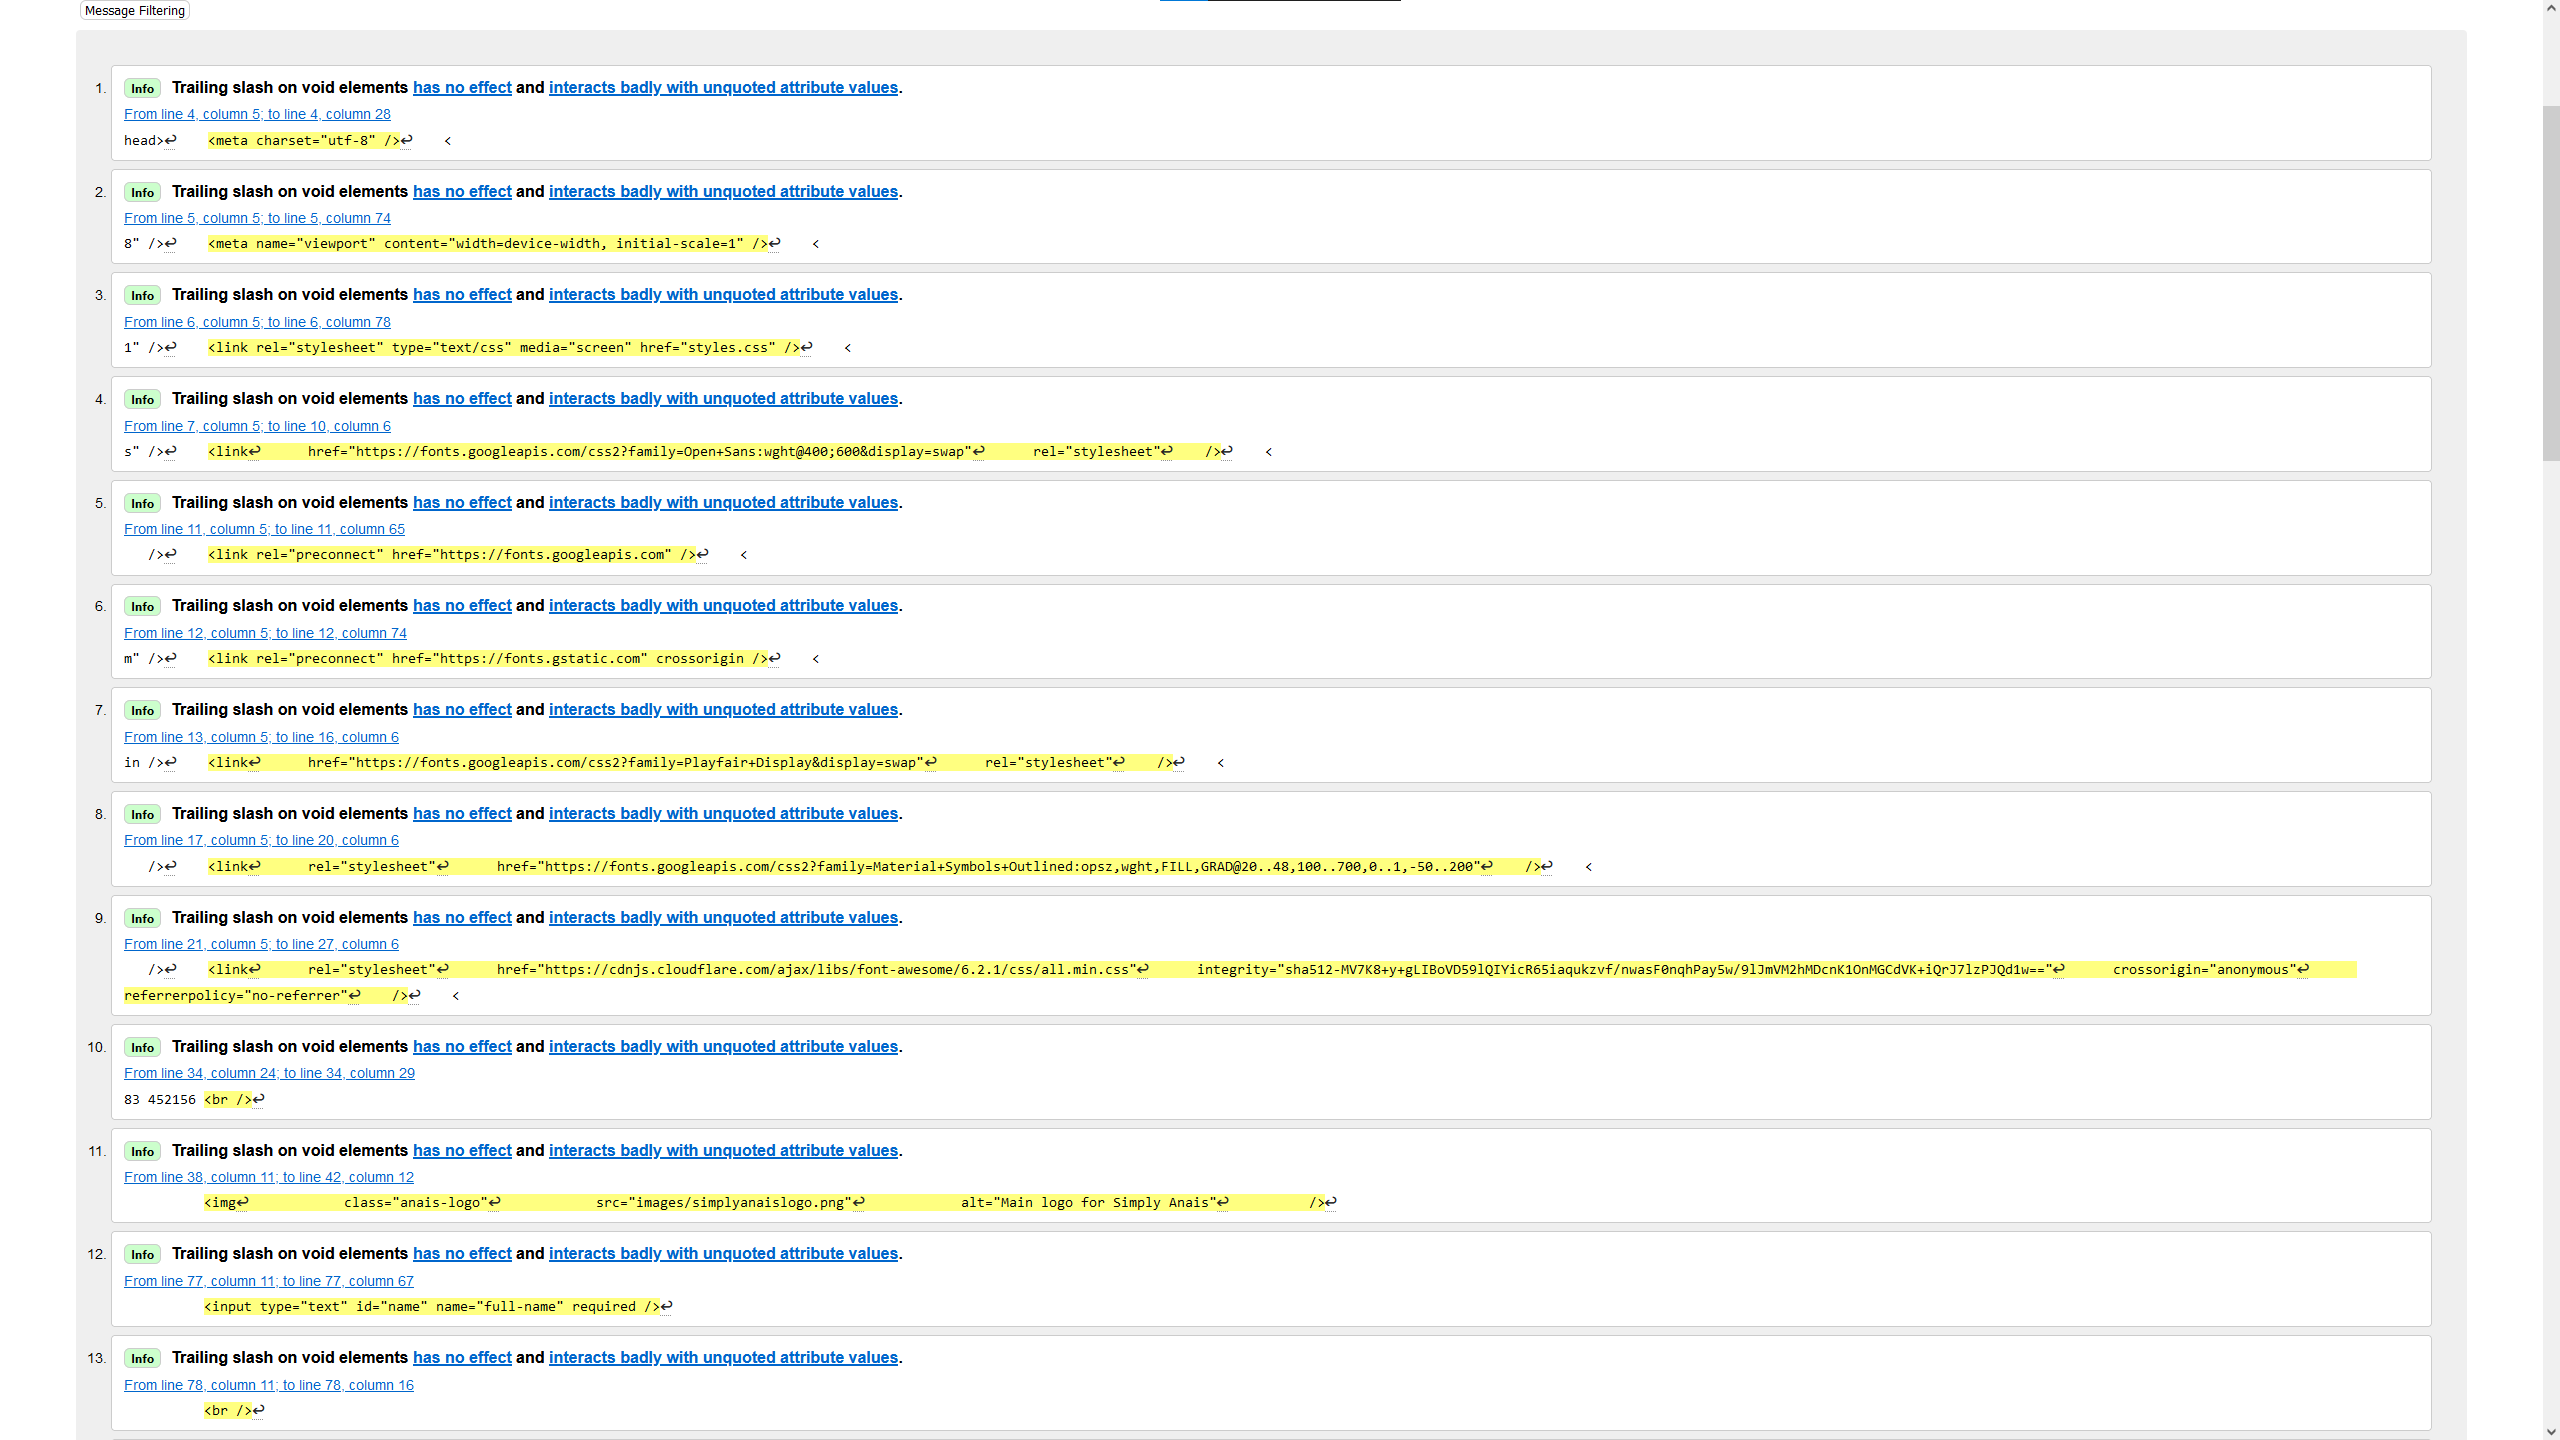 Message Filtering
1. Info Trailing slash on void elements has no effect and interacts badly with unquoted attribute values.
From line 4, column 5; to line 4, column 28
head>↩    <meta charset="utf-8" />↩    <
2. Info Trailing slash on void elements has no effect and interacts badly with unquoted attribute values.
From line 5, column 5; to line 5, column 74
8" />↩    <meta name="viewport" content="width=device-width, initial-scale=1" />↩    <
3. Info Trailing slash on void elements has no effect and interacts badly with unquoted attribute values.
From line 6, column 5; to line 6, column 78
1" />↩    <link rel="stylesheet" type="text/css" media="screen" href="styles.css" />↩    <
4. Info Trailing slash on void elements has no effect and interacts badly with unquoted attribute values.
From line 7, column 5; to line 10, column 6
s" />↩    <link↩      href="https://fonts.googleapis.com/css2?family=Open+Sans:wght@400;600&display=swap"↩      rel="stylesheet"↩    />↩    <
5. Info Trailing slash on void elements has no effect and interacts badly with unquoted attribute values.
From line 11, column 5; to line 11, column 65
   />↩    <link rel="preconnect" href="https://fonts.googleapis.com" />↩    <
6. Info Trailing slash on void elements has no effect and interacts badly with unquoted attribute values.
From line 12, column 5; to line 12, column 74
m" />↩    <link rel="preconnect" href="https://fonts.gstatic.com" crossorigin />↩    <
7. Info Trailing slash on void elements has no effect and interacts badly with unquoted attribute values.
From line 13, column 5; to line 16, column 6
in />↩    <link↩      href="https://fonts.googleapis.com/css2?family=Playfair+Display&display=swap"↩      rel="stylesheet"↩    />↩    <
8. Info Trailing slash on void elements has no effect and interacts badly with unquoted attribute values.
From line 17, column 5; to line 20, column 6
   />↩    <link↩      rel="stylesheet"↩      href="https://fonts.googleapis.com/css2?family=Material+Symbols+Outlined:opsz,wght,FILL,GRAD@20..48,100..700,0..1,-50..200"↩    />↩    <
9. Info Trailing slash on void elements has no effect and interacts badly with unquoted attribute values.
From line 21, column 5; to line 27, column 6
   />↩    <link↩      rel="stylesheet"↩      href="https://cdnjs.cloudflare.com/ajax/libs/font-awesome/6.2.1/css/all.min.css"↩      integrity="sha512-MV7K8+y+gLIBoVD59lQIYicR65iaqukzvf/nwasF0nqhPay5w/9lJmVM2hMDcnK1OnMGCdVK+iQrJ7lzPJQd1w=="↩      crossorigin="anonymous"↩
referrerpolicy="no-referrer"↩    />↩    <
10. Info Trailing slash on void elements has no effect and interacts badly with unquoted attribute values.
From line 34, column 24; to line 34, column 29
83 452156 <br />↩
11. Info Trailing slash on void elements has no effect and interacts badly with unquoted attribute values.
From line 38, column 11; to line 42, column 12
<img↩            class="anais-logo"↩            src="images/simplyanaislogo.png"↩            alt="Main logo for Simply Anais"↩          />↩
12. Info Trailing slash on void elements has no effect and interacts badly with unquoted attribute values.
From line 77, column 11; to line 77, column 67
<input type="text" id="name" name="full-name" required />↩
13. Info Trailing slash on void elements has no effect and interacts badly with unquoted attribute values.
From line 78, column 11; to line 78, column 16
<br />↩